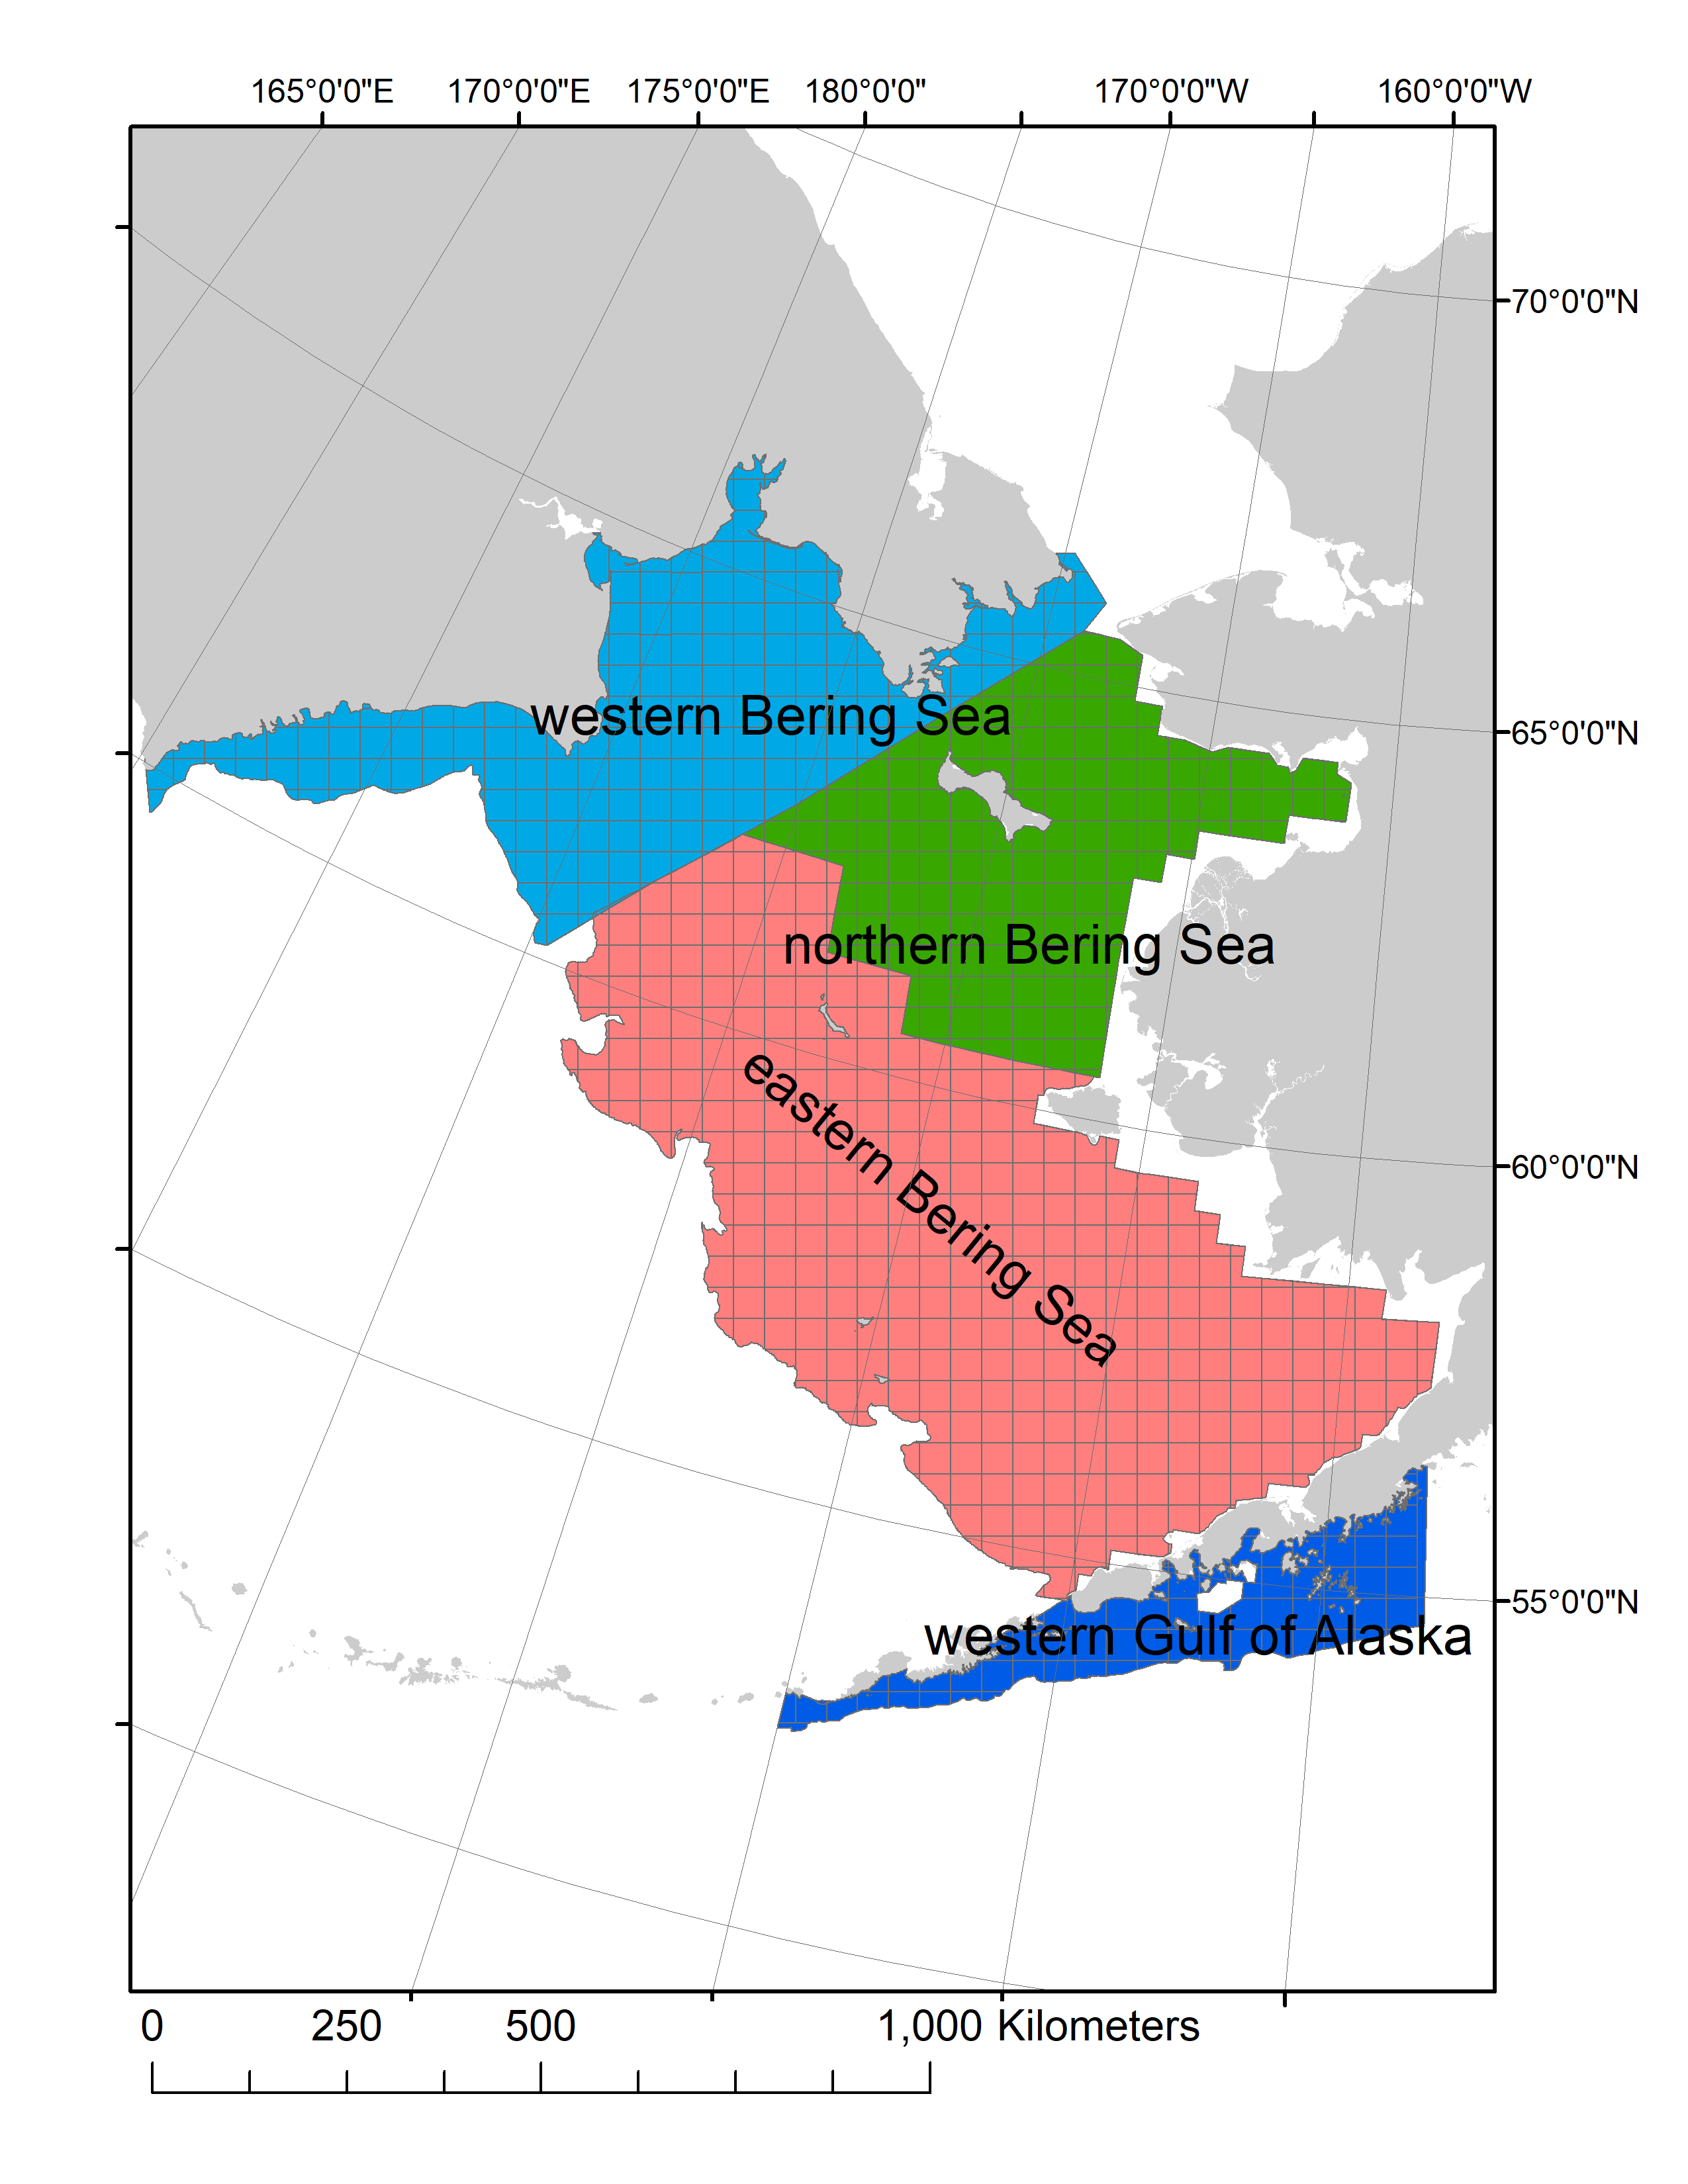 165°0'0"E 170°0'0"E 175°0'0"E 180°0'0" 170°0'0"W 160°0'0"W
70°0'0"N
western Bering Sea
65°0'0"N
northern Bering Sea
eastern Bering Sea
60°0'0"N
55°0'0"N
western Gulf of Alaska
0 250 500 1,000 Kilometers